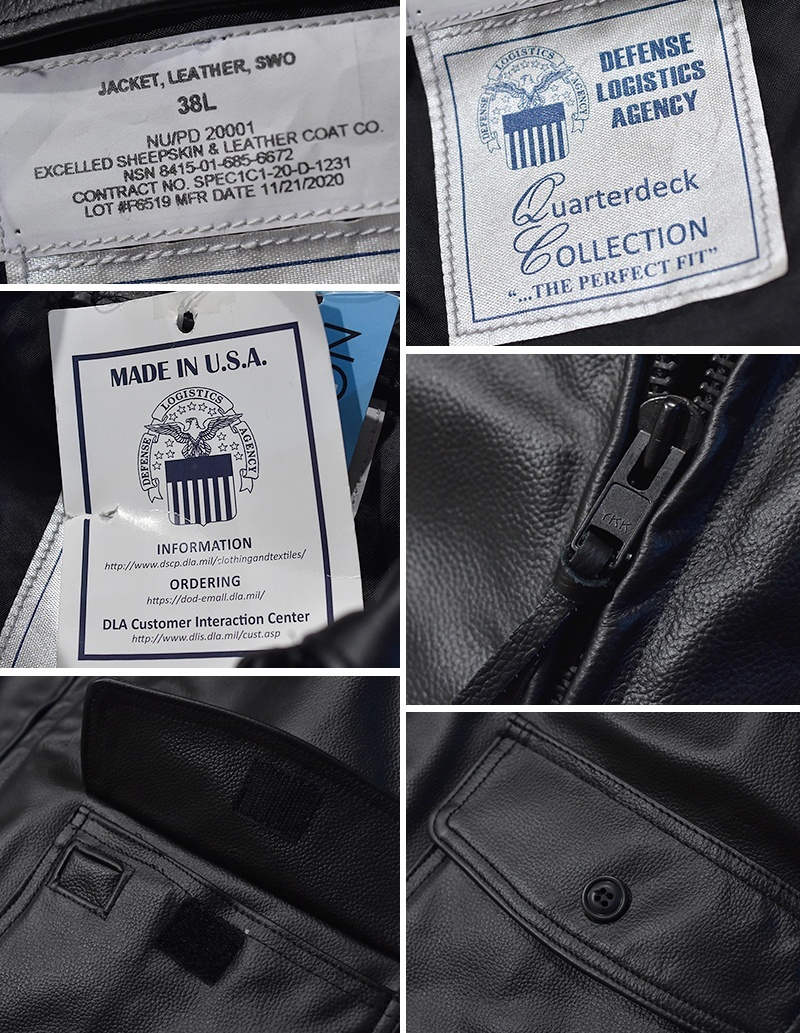 JACKET, LEATHER, SWO
38L
NU/PD 20001
EXCELLED SHEEPSKIN & LEATHER COAT CO.
NSN 8415-01-685-6672
CONTRACT NO. SPEC1C1-20-D-1231
LOT #F6519 MFR DATE 11/21/2020
DEFENSE LOGISTICS AGENCY
DEFENSE
LOGISTICS
AGENCY
Quarterdeck
COLLECTION
"...THE PERFECT FIT"
MADE IN U.S.A.
DEFENSE LOGISTICS AGENCY
INFORMATION
http://www.dscp.dla.mil/clothingandtextiles/
ORDERING
https://dod-emall.dla.mil/
DLA Customer Interaction Center
http://www.dlis.dla.mil/cust.asp
YKK